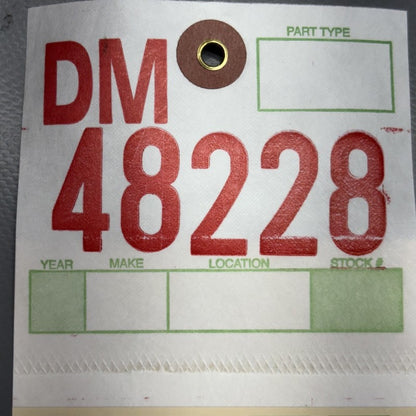 PART TYPE
DM
48228
YEAR MAKE LOCATION STOCK #